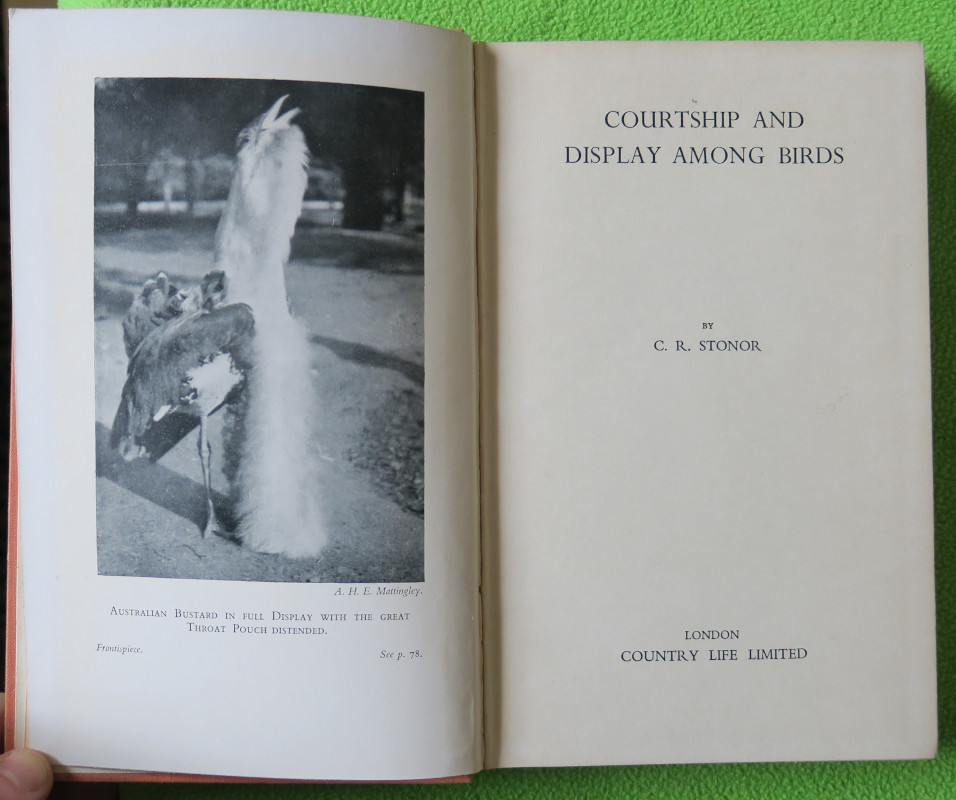 A. H. E. Mattingley.
Australian Bustard in full Display with the great
Throat Pouch distended.
Frontispiece.
See p. 78.
COURTSHIP AND
DISPLAY AMONG BIRDS
BY
C. R. STONOR
LONDON
COUNTRY LIFE LIMITED